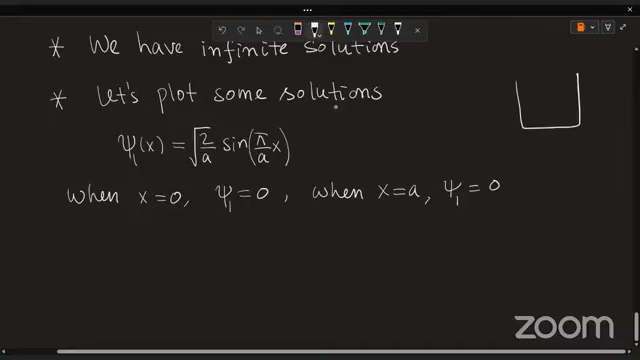 * We have infinite solutions
* Let's plot some solutions
ψ₁(x) = √(2/a) sin(π/a x)
when x=0, ψ₁ = 0, when x=a, ψ₁ = 0
zoom